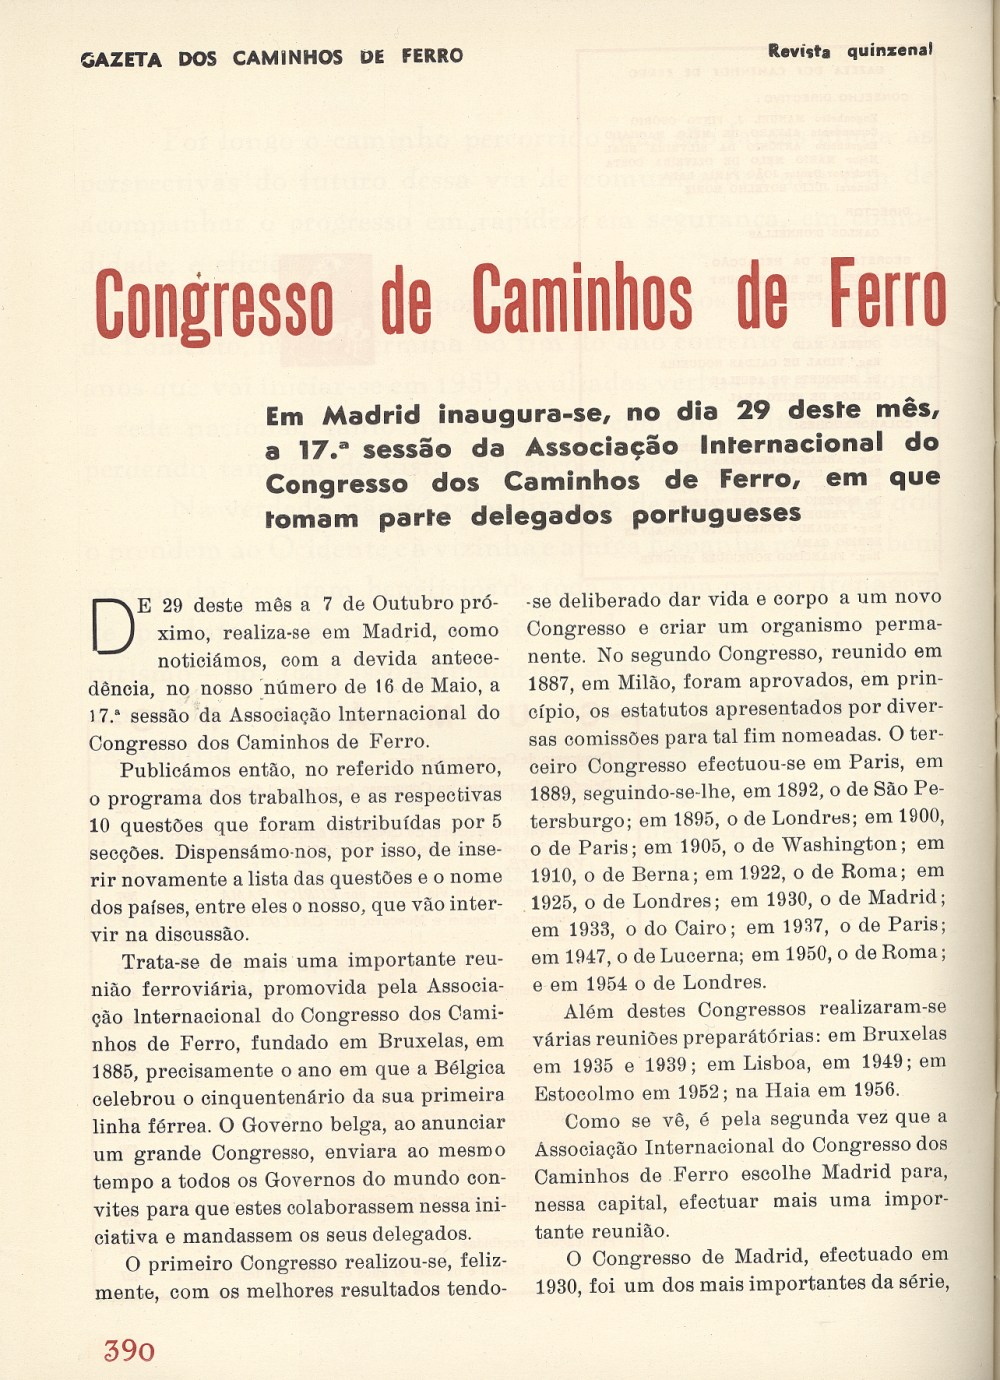 GAZETA DOS CAMINHOS DE FERRO
Revista quinzenal
Congresso de Caminhos de Ferro
Em Madrid inaugura-se, no dia 29 deste mês,
a 17.ª sessão da Associação Internacional do
Congresso dos Caminhos de Ferro, em que
tomam parte delegados portugueses
DE 29 deste mês a 7 de Outubro pró-
ximo, realiza-se em Madrid, como
noticiámos, com a devida antece-
dência, no nosso número de 16 de Maio, a
17.ª sessão da Associação Internacional do
Congresso dos Caminhos de Ferro.
Publicámos então, no referido número,
o programa dos trabalhos, e as respectivas
10 questões que foram distribuídas por 5
secções. Dispensámo-nos, por isso, de inse-
rir novamente a lista das questões e o nome
dos países, entre eles o nosso, que vão inter-
vir na discussão.
Trata-se de mais uma importante reu-
nião ferroviária, promovida pela Associa-
ção Internacional do Congresso dos Cami-
nhos de Ferro, fundado em Bruxelas, em
1885, precisamente o ano em que a Bélgica
celebrou o cinquentenário da sua primeira
linha férrea. O Governo belga, ao anunciar
um grande Congresso, enviara ao mesmo
tempo a todos os Governos do mundo con-
vites para que estes colaborassem nessa ini-
ciativa e mandassem os seus delegados.
O primeiro Congresso realizou-se, feliz-
mente, com os melhores resultados tendo-
-se deliberado dar vida e corpo a um novo
Congresso e criar um organismo perma-
nente. No segundo Congresso, reunido em
1887, em Milão, foram aprovados, em prin-
cípio, os estatutos apresentados por diver-
sas comissões para tal fim nomeadas. O ter-
ceiro Congresso efectuou-se em Paris, em
1889, seguindo-se-lhe, em 1892, o de São Pe-
tersburgo; em 1895, o de Londres; em 1900,
o de Paris; em 1905, o de Washington; em
1910, o de Berna; em 1922, o de Roma; em
1925, o de Londres; em 1930, o de Madrid;
em 1933, o do Cairo; em 1937, o de Paris;
em 1947, o de Lucerna; em 1950, o de Roma;
e em 1954 o de Londres.
Além destes Congressos realizaram-se
várias reuniões preparátórias: em Bruxelas
em 1935 e 1939; em Lisboa, em 1949; em
Estocolmo em 1952; na Haia em 1956.
Como se vê, é pela segunda vez que a
Associação Internacional do Congresso dos
Caminhos de Ferro escolhe Madrid para,
nessa capital, efectuar mais uma impor-
tante reunião.
O Congresso de Madrid, efectuado em
1930, foi um dos mais importantes da série,
390